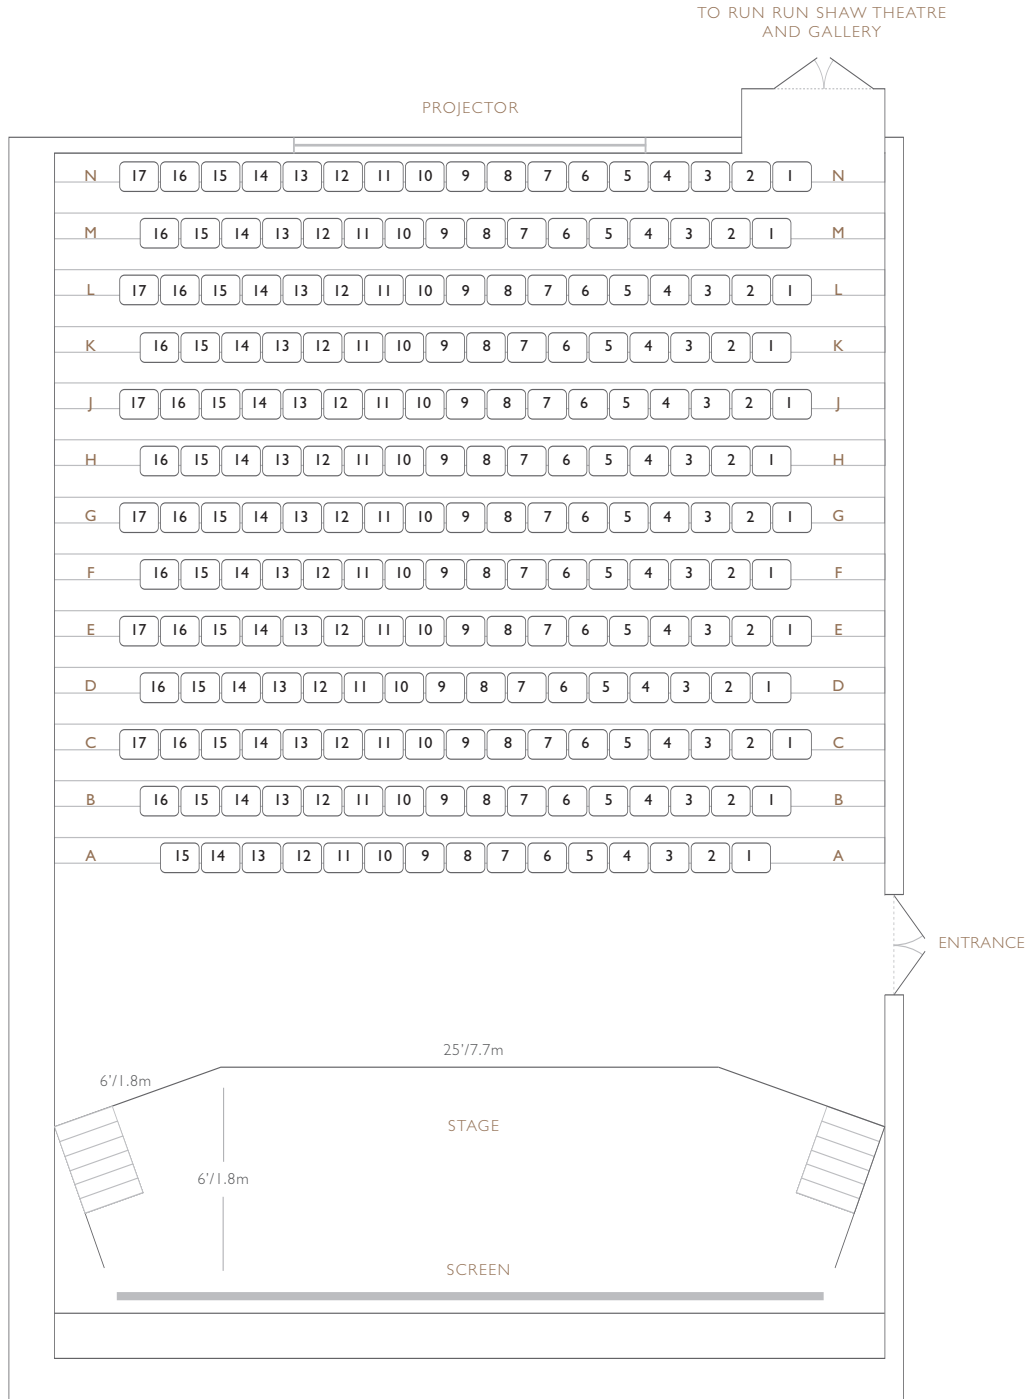 TO RUN RUN SHAW THEATRE
AND GALLERY
PROJECTOR
N 17 16 15 14 13 12 11 10 9 8 7 6 5 4 3 2 1 N
M 16 15 14 13 12 11 10 9 8 7 6 5 4 3 2 1 M
L 17 16 15 14 13 12 11 10 9 8 7 6 5 4 3 2 1 L
K 16 15 14 13 12 11 10 9 8 7 6 5 4 3 2 1 K
J 17 16 15 14 13 12 11 10 9 8 7 6 5 4 3 2 1 J
H 16 15 14 13 12 11 10 9 8 7 6 5 4 3 2 1 H
G 17 16 15 14 13 12 11 10 9 8 7 6 5 4 3 2 1 G
F 16 15 14 13 12 11 10 9 8 7 6 5 4 3 2 1 F
E 17 16 15 14 13 12 11 10 9 8 7 6 5 4 3 2 1 E
D 16 15 14 13 12 11 10 9 8 7 6 5 4 3 2 1 D
C 17 16 15 14 13 12 11 10 9 8 7 6 5 4 3 2 1 C
B 16 15 14 13 12 11 10 9 8 7 6 5 4 3 2 1 B
A 15 14 13 12 11 10 9 8 7 6 5 4 3 2 1 A
ENTRANCE
25'/7.7m
6'/1.8m
STAGE
6'/1.8m
SCREEN